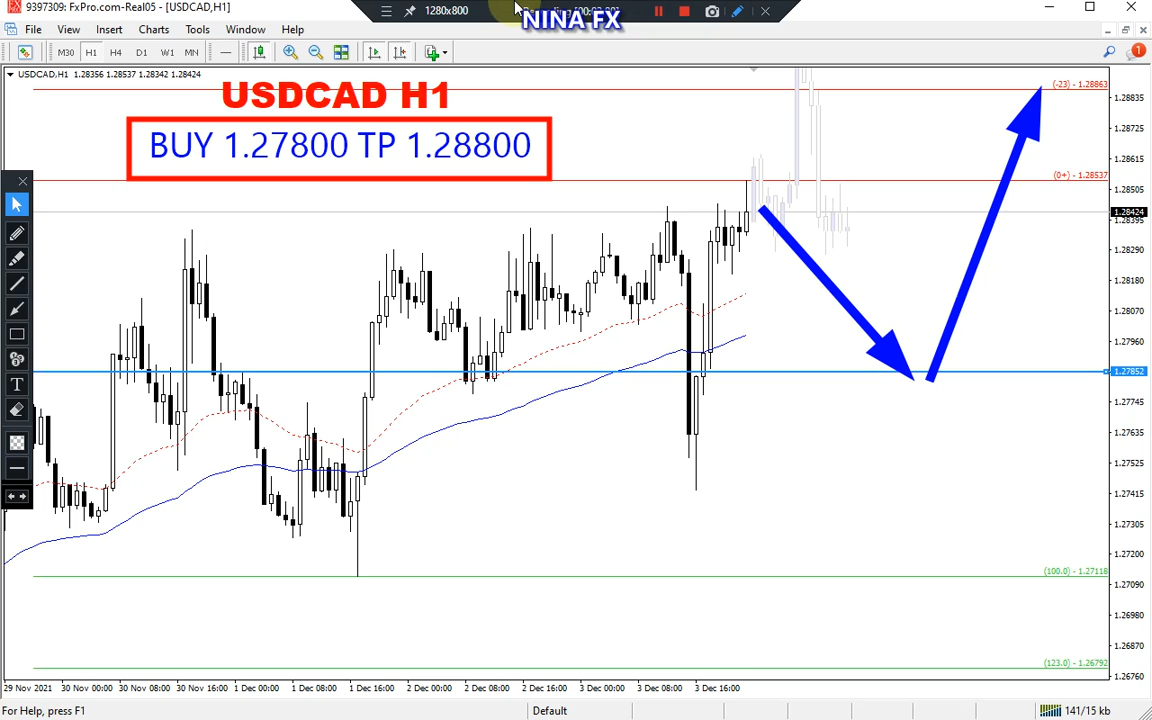 9397309: FxPro.com-Real05 - [USDCAD,H1]
1280x800
NINA FX
File View Insert Charts Tools Window Help
M30 H1 H4 D1 W1 MN
1
USDCAD,H1 1.28356 1.28537 1.28342 1.28424
USDCAD H1
BUY 1.27800 TP 1.28800
(-23) - 1.28863
1.28835
1.28725
1.28615
(0+) - 1.28537
1.28505
1.28424
1.28395
1.28290
1.28180
1.28070
1.27960
1.27852
1.27745
1.27635
1.27525
1.27415
1.27305
1.27200
(100.0) - 1.27118
1.27090
1.26980
1.26870
(123.0) - 1.26792
1.26760
29 Nov 2021 30 Nov 00:00 30 Nov 08:00 30 Nov 16:00 1 Dec 00:00 1 Dec 08:00 1 Dec 16:00 2 Dec 00:00 2 Dec 08:00 2 Dec 16:00 3 Dec 00:00 3 Dec 08:00 3 Dec 16:00
For Help, press F1 Default 141/15 kb